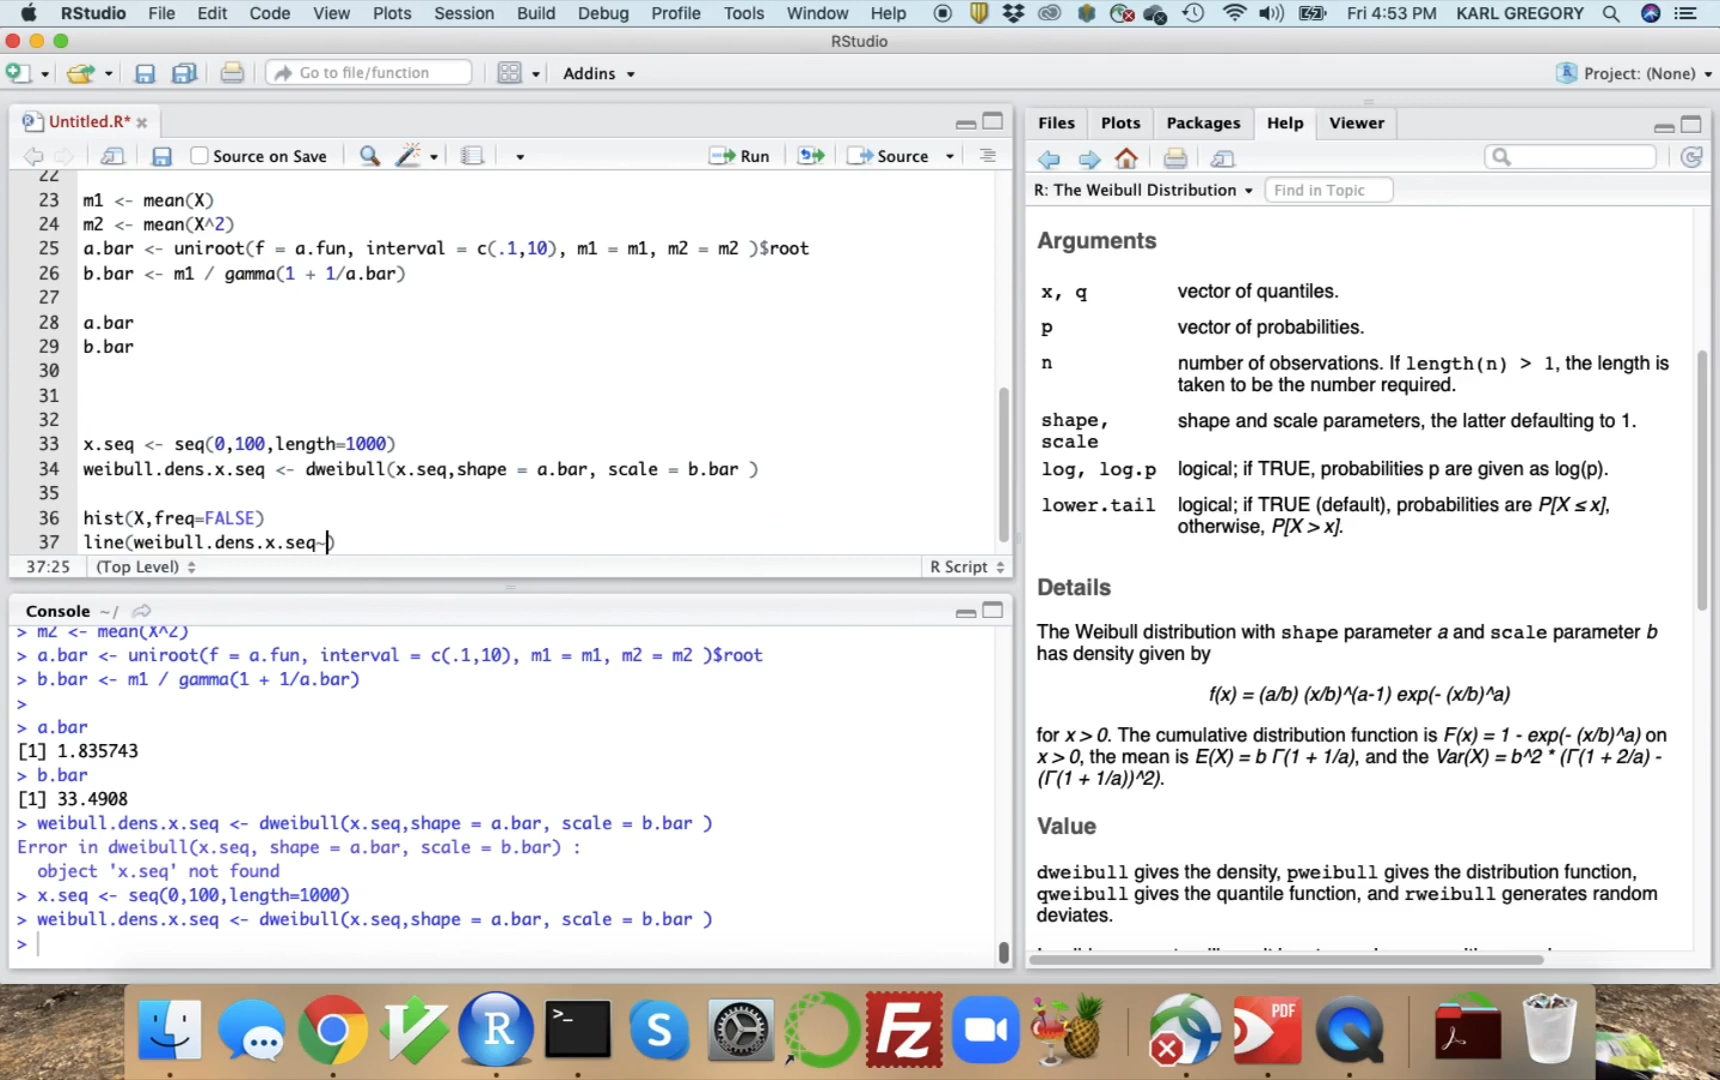 RStudio File Edit Code View Plots Session Build Debug Profile Tools Window Help Fri 4:53 PM KARL GREGORY
RStudio
Go to file/function Addins Project: (None)
Untitled.R*
Source on Save Run Source
22
23 m1 <- mean(X)
24 m2 <- mean(X^2)
25 a.bar <- uniroot(f = a.fun, interval = c(.1,10), m1 = m1, m2 = m2 )$root
26 b.bar <- m1 / gamma(1 + 1/a.bar)
27
28 a.bar
29 b.bar
30
31
32
33 x.seq <- seq(0,100,length=1000)
34 weibull.dens.x.seq <- dweibull(x.seq,shape = a.bar, scale = b.bar )
35
36 hist(X,freq=FALSE)
37 line(weibull.dens.x.seq~)
37:25 (Top Level) R Script
Console ~/
> m2 <- mean(X^2)
> a.bar <- uniroot(f = a.fun, interval = c(.1,10), m1 = m1, m2 = m2 )$root
> b.bar <- m1 / gamma(1 + 1/a.bar)
>
> a.bar
[1] 1.835743
> b.bar
[1] 33.4908
> weibull.dens.x.seq <- dweibull(x.seq,shape = a.bar, scale = b.bar )
Error in dweibull(x.seq, shape = a.bar, scale = b.bar) :
object 'x.seq' not found
> x.seq <- seq(0,100,length=1000)
> weibull.dens.x.seq <- dweibull(x.seq,shape = a.bar, scale = b.bar )
>
Files Plots Packages Help Viewer
R: The Weibull Distribution Find in Topic
Arguments
x, q vector of quantiles.
p vector of probabilities.
n number of observations. If length(n) > 1, the length is
taken to be the number required.
shape, shape and scale parameters, the latter defaulting to 1.
scale
log, log.p logical; if TRUE, probabilities p are given as log(p).
lower.tail logical; if TRUE (default), probabilities are P[X ≤ x],
otherwise, P[X > x].
Details
The Weibull distribution with shape parameter a and scale parameter b
has density given by
f(x) = (a/b) (x/b)^(a-1) exp(- (x/b)^a)
for x > 0. The cumulative distribution function is F(x) = 1 - exp(- (x/b)^a) on
x > 0, the mean is E(X) = b Γ(1 + 1/a), and the Var(X) = b^2 * (Γ(1 + 2/a) -
(Γ(1 + 1/a))^2).
Value
dweibull gives the density, pweibull gives the distribution function,
qweibull gives the quantile function, and rweibull generates random
deviates.
>_ R S Fz PDF